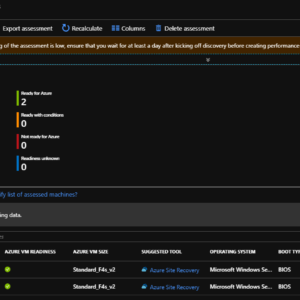 Export assessment Recalculate Columns Delete assessment
g of the assessment is low, ensure that you wait for at least a day after kicking off discovery before creating performance
Ready for Azure
2
Ready with conditions
0
Not ready for Azure
0
Readiness unknown
0
fy list of assessed machines?
ing data.
AZURE VM READINESS AZURE VM SIZE SUGGESTED TOOL OPERATING SYSTEM BOOT TY
Standard_F4s_v2 Azure Site Recovery Microsoft Windows Se... BIOS
Standard_F4s_v2 Azure Site Recovery Microsoft Windows Se... BIOS